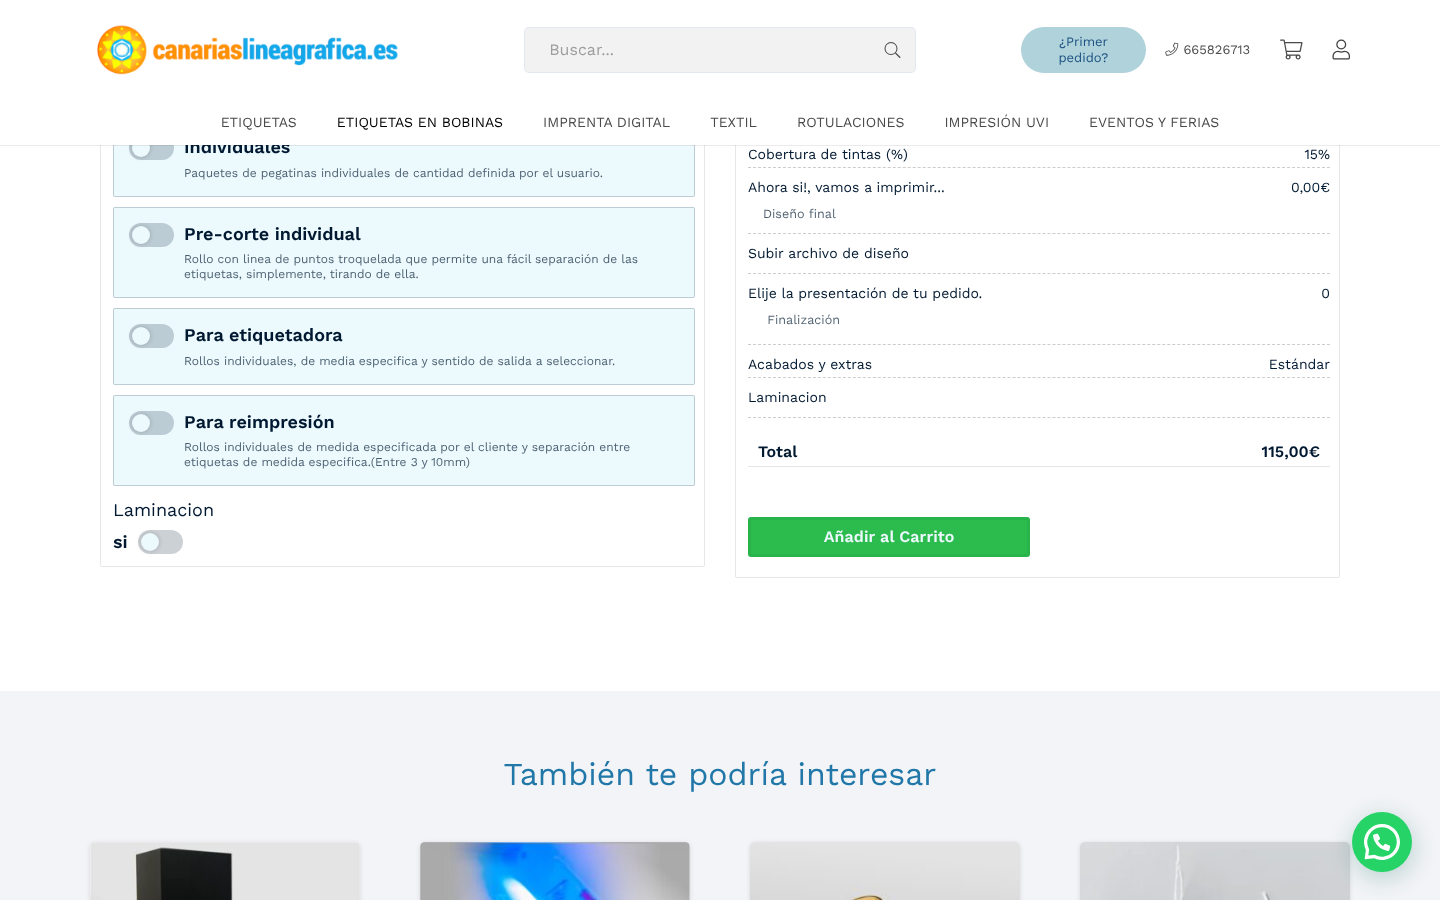 canariaslineagrafica.es
Buscar...
¿Primer
pedido?
665826713
ETIQUETAS
ETIQUETAS EN BOBINAS
IMPRENTA DIGITAL
TEXTIL
ROTULACIONES
IMPRESIÓN UVI
EVENTOS Y FERIAS
Individuales
Paquetes de pegatinas individuales de cantidad definida por el usuario.
Pre-corte individual
Rollo con linea de puntos troquelada que permite una fácil separación de las
etiquetas, simplemente, tirando de ella.
Para etiquetadora
Rollos individuales, de media especifica y sentido de salida a seleccionar.
Para reimpresión
Rollos individuales de medida especificada por el cliente y separación entre
etiquetas de medida especifica.(Entre 3 y 10mm)
Laminacion
si
Cobertura de tintas (%) 15%
Ahora si!, vamos a imprimir... 0,00€
Diseño final
Subir archivo de diseño
Elije la presentación de tu pedido. 0
Finalización
Acabados y extras Estándar
Laminacion
Total 115,00€
Añadir al Carrito
También te podría interesar